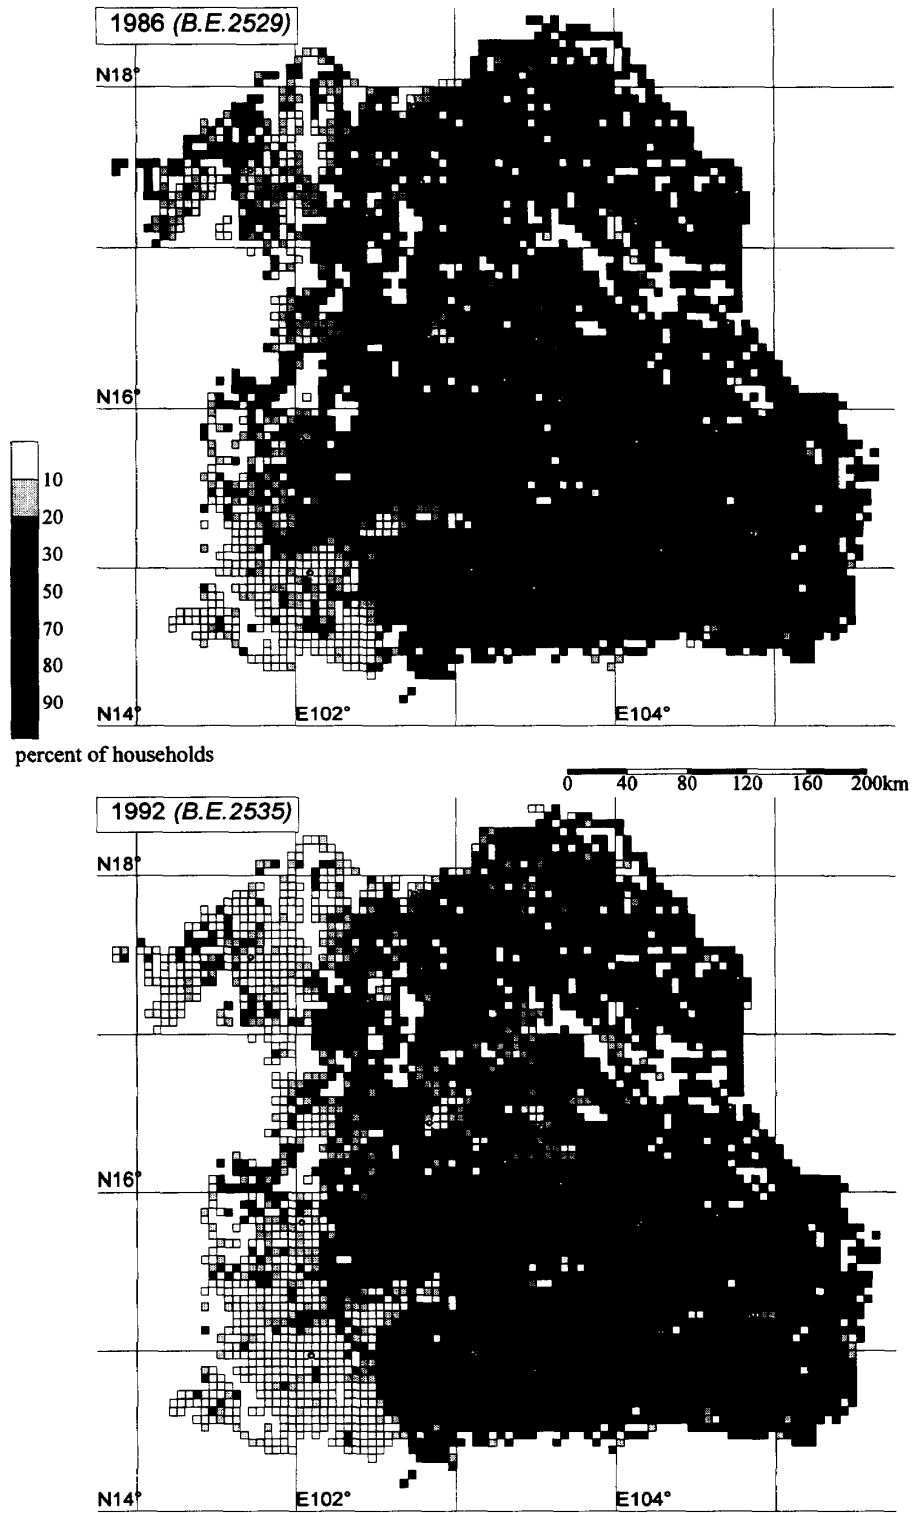 1986 (B.E.2529)
N18°
N16°
10
20
30
50
70
80
90
N14°
E102°
E104°
percent of households
0 40 80 120 160 200km
1992 (B.E.2535)
N18°
N16°
N14°
E102°
E104°